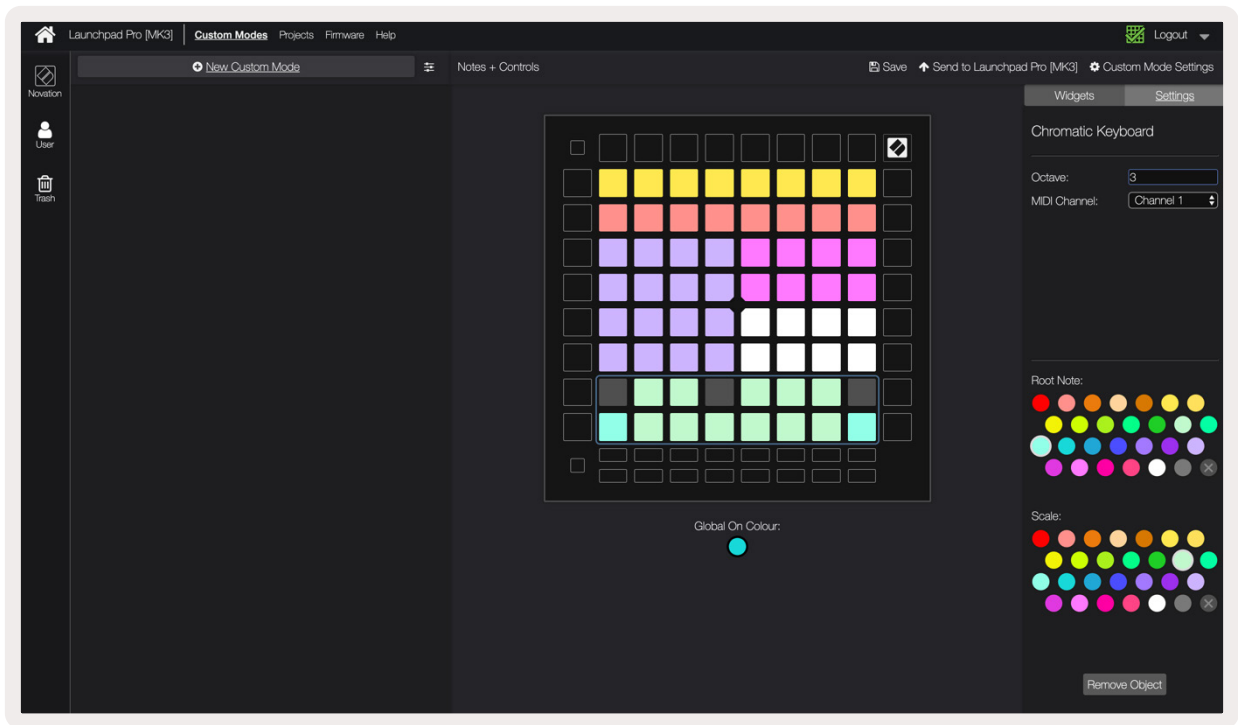 Launchpad Pro [MK3] Custom Modes Projects Firmware Help Logout
New Custom Mode Notes + Controls Save Send to Launchpad Pro [MK3] Custom Mode Settings
Novation
User
Trash
Widgets Settings
Chromatic Keyboard
Octave: 3
MIDI Channel: Channel 1
Root Note:
Scale:
Global On Colour:
Remove Object